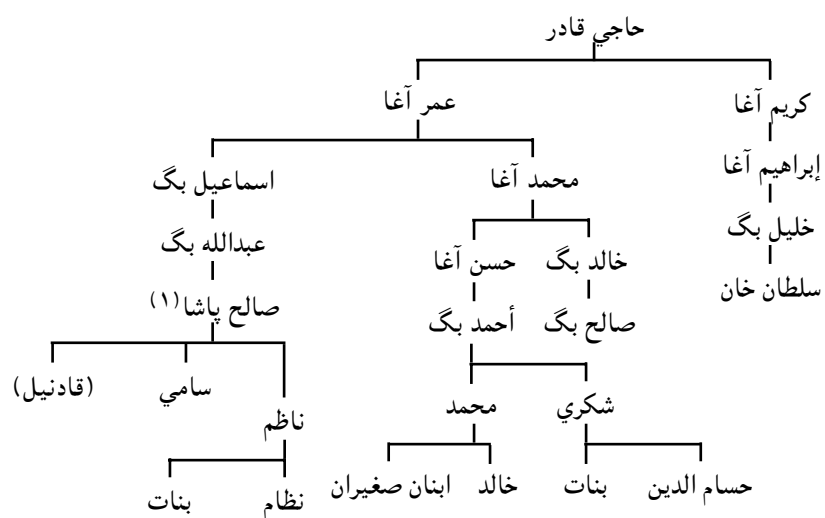 حاجي قادر
كريم آغا عمر آغا
إبراهيم آغا محمد آغا اسماعيل بگ
خليل بگ خالد بگ حسن آغا عبدالله بگ
سلطان خان صالح بگ أحمد بگ صالح پاشا(١)
شكري محمد ناظم سامي (قادنيل)
حسام الدين بنات خالد ابنان صغيران نظام بنات